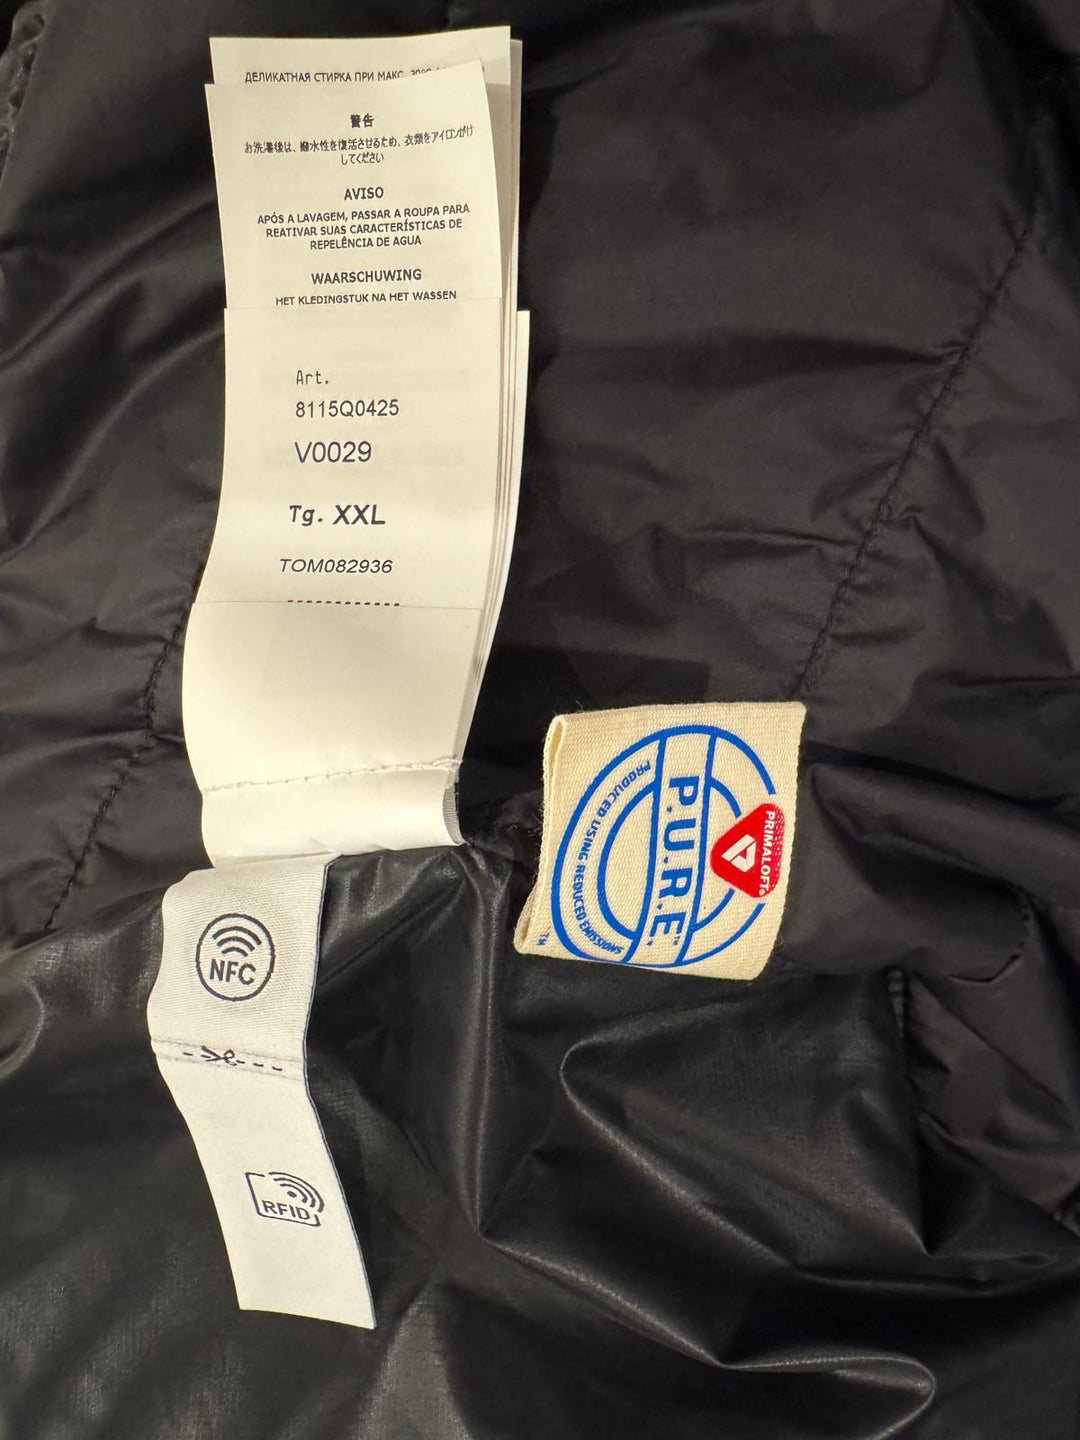 ДЕЛИКАТНАЯ СТИРКА ПРИ МАКС.
警告
お洗濯後は、撥水性を復活させるため、衣類をアイロンがけ
してください
AVISO
APÓS A LAVAGEM, PASSAR A ROUPA PARA
REATIVAR SUAS CARACTERÍSTICAS DE
REPELÊNCIA DE AGUA
WAARSCHUWING
HET KLEDINGSTUK NA HET WASSEN
Art.
8115Q0425
V0029
Tg. XXL
TOM082936
PRODUCED USING REDUCED EMISSIONS
P.U.R.E.™
PRIMALOFT®
TM
NFC
RFID